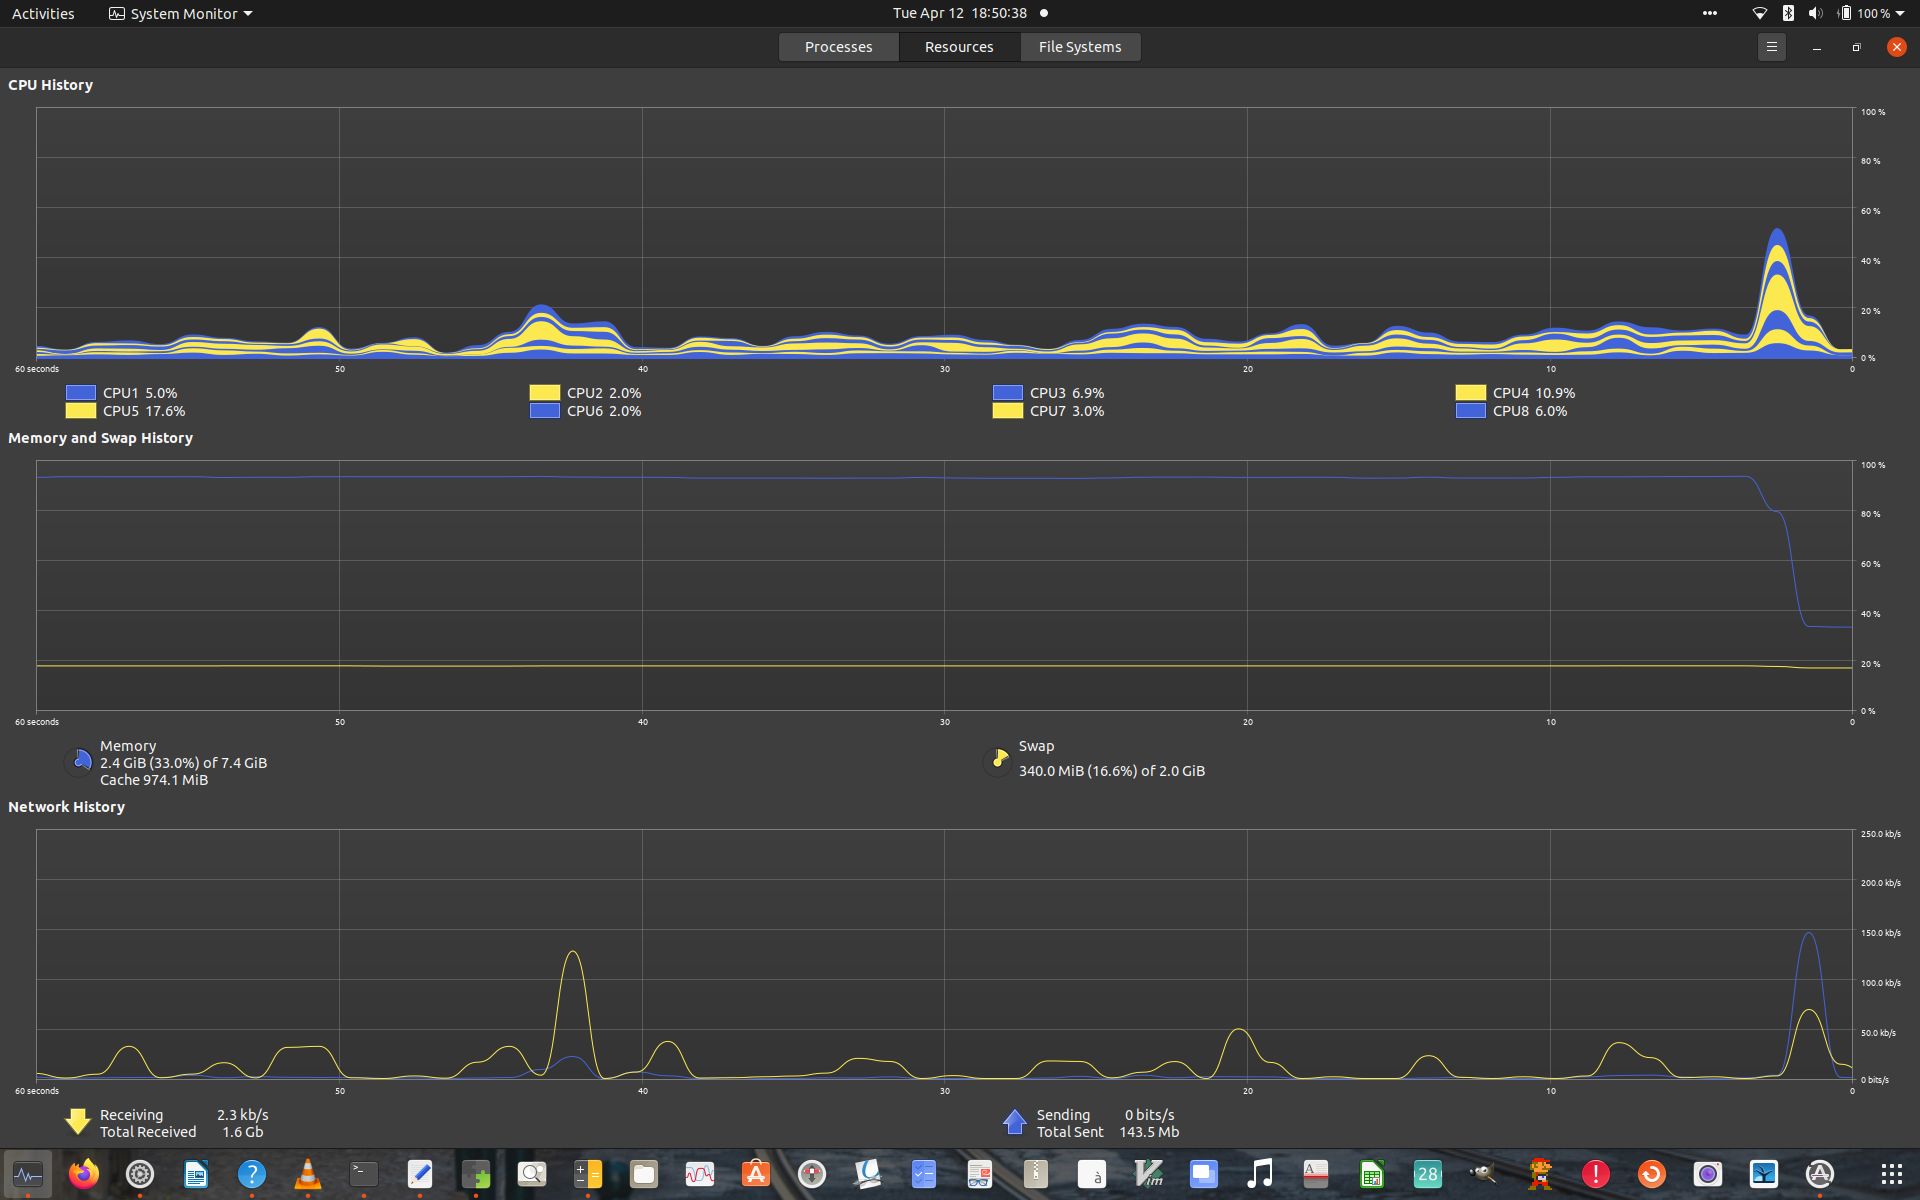 Activities System Monitor Tue Apr 12 18:50:38 100 %
Processes Resources File Systems
CPU History
100 %
80 %
60 %
40 %
20 %
0 %
60 seconds 50 40 30 20 10 0
CPU1 5.0% CPU2 2.0% CPU3 6.9% CPU4 10.9%
CPU5 17.6% CPU6 2.0% CPU7 3.0% CPU8 6.0%
Memory and Swap History
100 %
80 %
60 %
40 %
20 %
0 %
60 seconds 50 40 30 20 10 0
Memory
2.4 GiB (33.0%) of 7.4 GiB
Cache 974.1 MiB
Swap
340.0 MiB (16.6%) of 2.0 GiB
Network History
250.0 kb/s
200.0 kb/s
150.0 kb/s
100.0 kb/s
50.0 kb/s
0 bits/s
60 seconds 50 40 30 20 10 0
Receiving 2.3 kb/s
Total Received 1.6 Gb
Sending 0 bits/s
Total Sent 143.5 Mb
? >_ A à Vim A 28 !